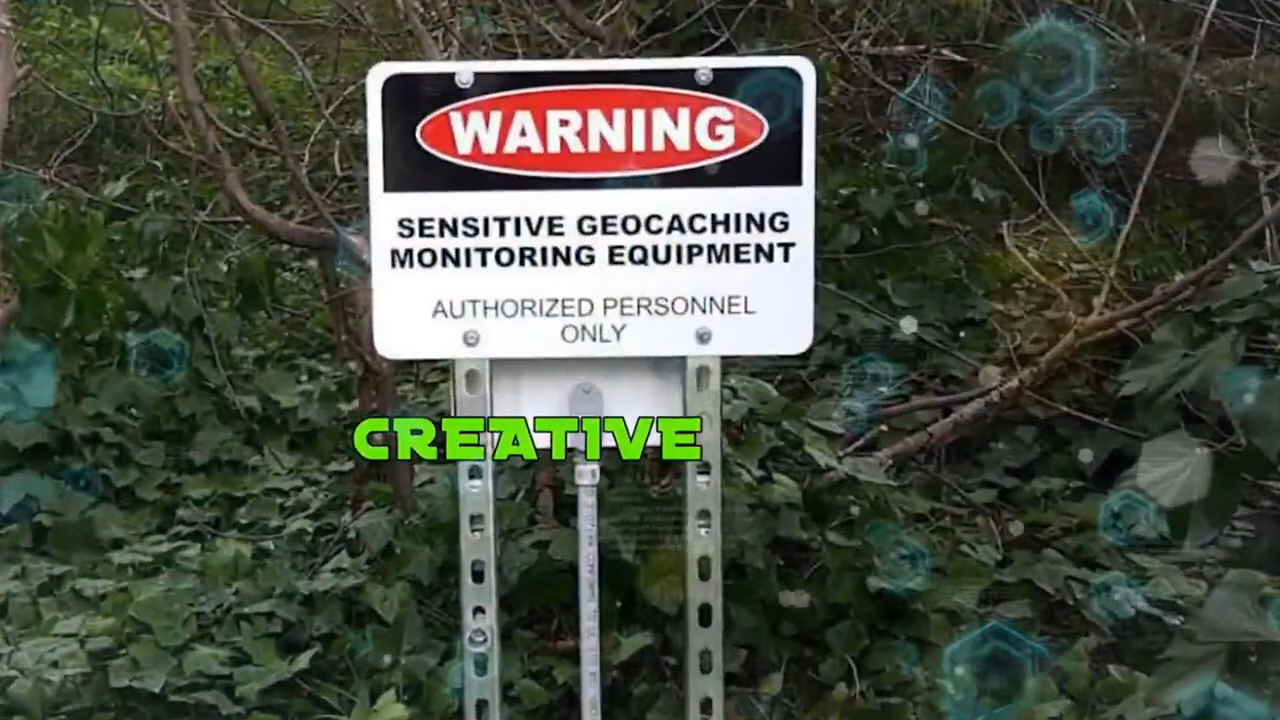 WARNING
SENSITIVE GEOCACHING
MONITORING EQUIPMENT
AUTHORIZED PERSONNEL
ONLY
CREATIVE